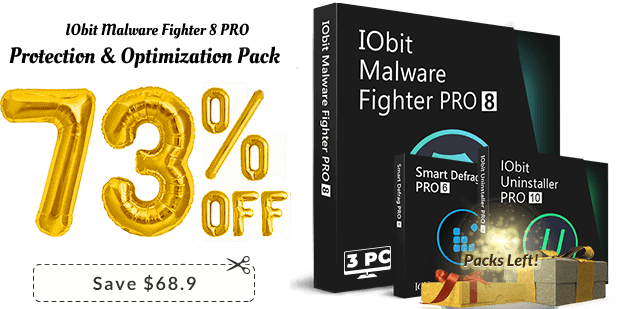 IObit Malware Fighter 8 PRO
Protection & Optimization Pack
73%
OFF
Save $68.9
IObit Malware Fighter PRO 8
IObit
Malware
Fighter PRO 8
3 PC
Smart Defrag PRO 6
Smart Defrag
PRO 6
IObit Uninstaller PRO
IObit
Uninstaller
PRO 10
Packs Left!